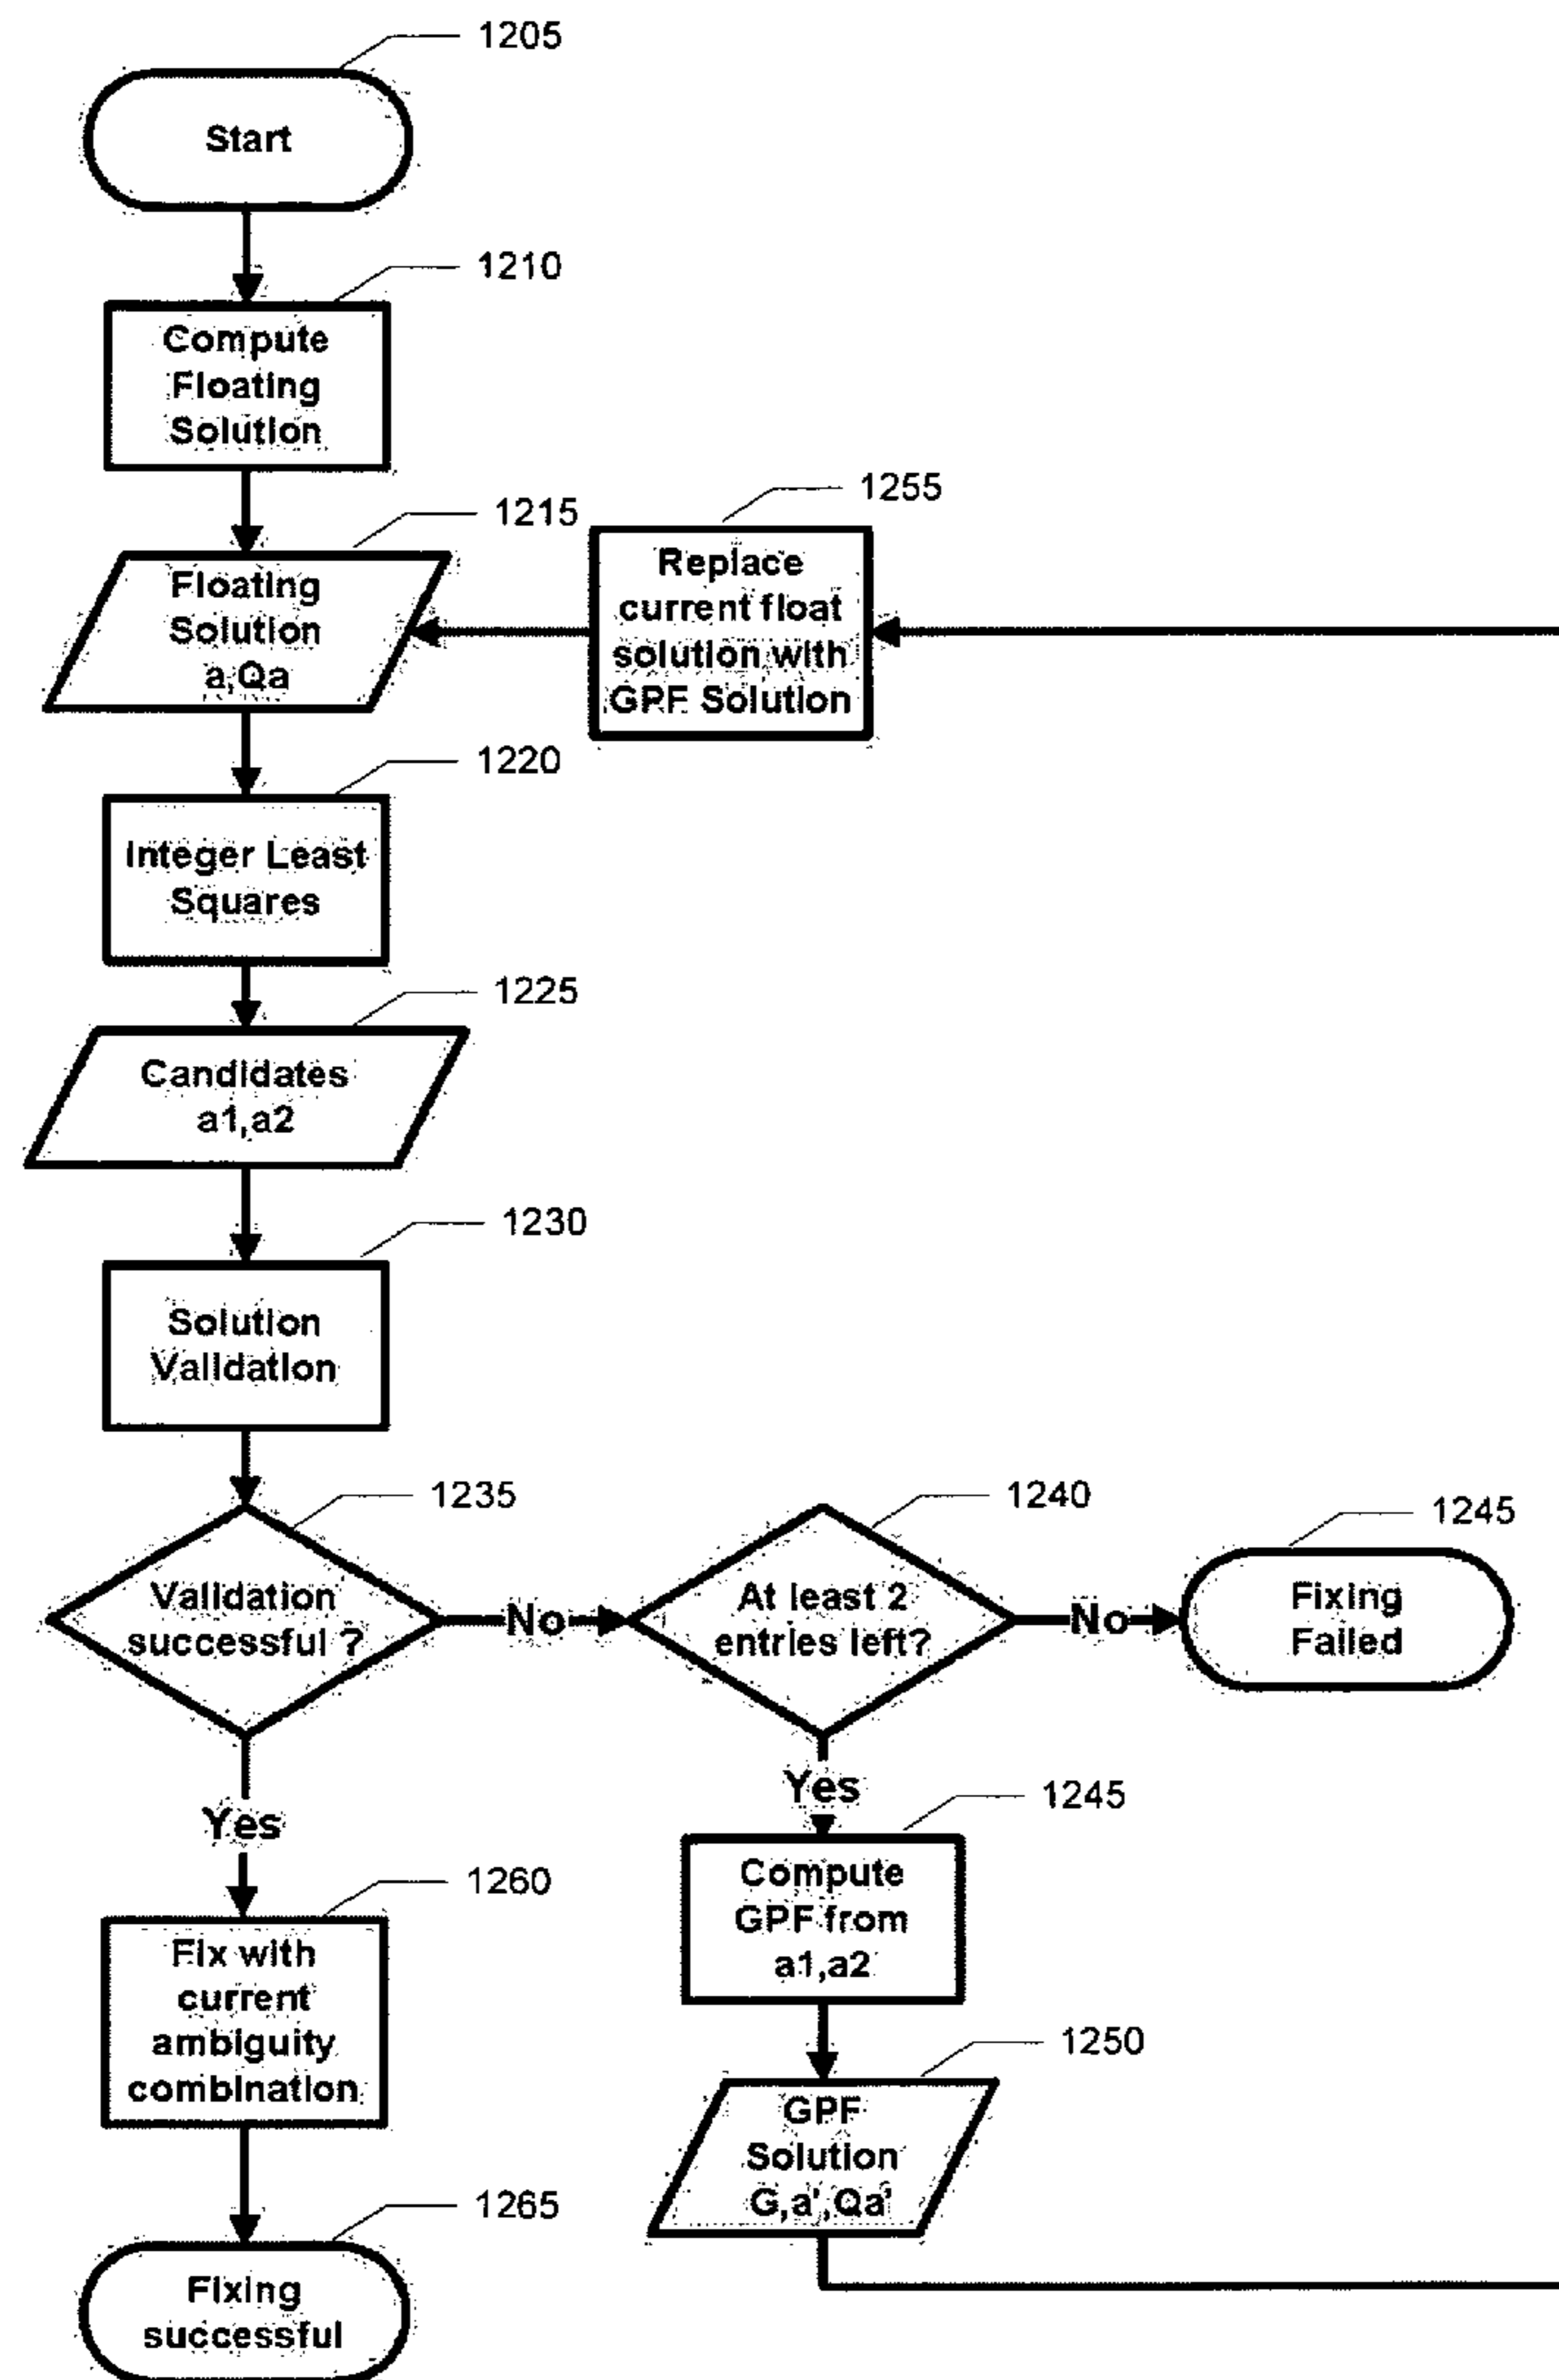 1205
Start
1210
Compute
Floating
Solution
1215
Floating
Solution
a,Qa
1255
Replace
current float
solution with
GPF Solution
1220
Integer Least
Squares
1225
Candidates
a1,a2
1230
Solution
Validation
1235
Validation
successful ?
No
1240
At least 2
entries left?
No
1245
Fixing
Failed
Yes
1260
Fix with
current
ambiguity
combination
1265
Fixing
successful
Yes
1245
Compute
GPF from
a1,a2
1250
GPF
Solution
G,a',Qa'